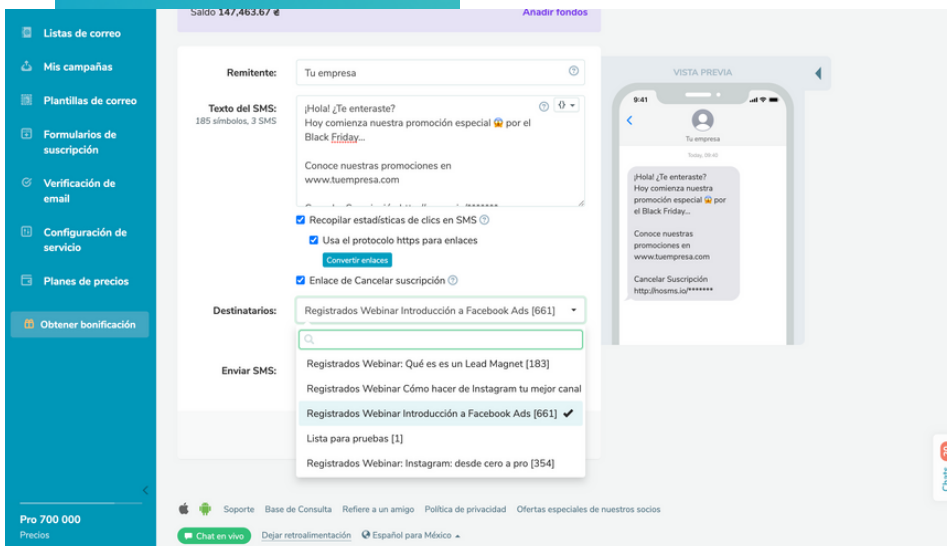 Saldo 147,463.67 ₴
Añadir fondos
Listas de correo
Mis campañas
Plantillas de correo
Formularios de
suscripción
Verificación de
email
Configuración de
servicio
Planes de precios
Obtener bonificación
Pro 700 000
Precios
Remitente:
Tu empresa
Texto del SMS:
185 símbolos, 3 SMS
¡Hola! ¿Te enteraste?
Hoy comienza nuestra promoción especial 😱 por el
Black Friday...
Conoce nuestras promociones en
www.tuempresa.com
Recopilar estadísticas de clics en SMS
Usa el protocolo https para enlaces
Convertir enlaces
Enlace de Cancelar suscripción
Destinatarios:
Registrados Webinar Introducción a Facebook Ads [661]
Registrados Webinar: Qué es es un Lead Magnet [183]
Registrados Webinar Cómo hacer de Instagram tu mejor canal
Registrados Webinar Introducción a Facebook Ads [661]
Lista para pruebas [1]
Registrados Webinar: Instagram: desde cero a pro [354]
Enviar SMS:
VISTA PREVIA
9:41
Tu empresa
Today, 09:42
¡Hola! ¿Te enteraste?
Hoy comienza nuestra
promoción especial 😱 por
el Black Friday...
Conoce nuestras
promociones en
www.tuempresa.com
Cancelar Suscripción
http://nosms.io/*******
Soporte Base de Consulta Refiere a un amigo Política de privacidad Ofertas especiales de nuestros socios
Chat en vivo Dejar retroalimentación Español para México
Chats